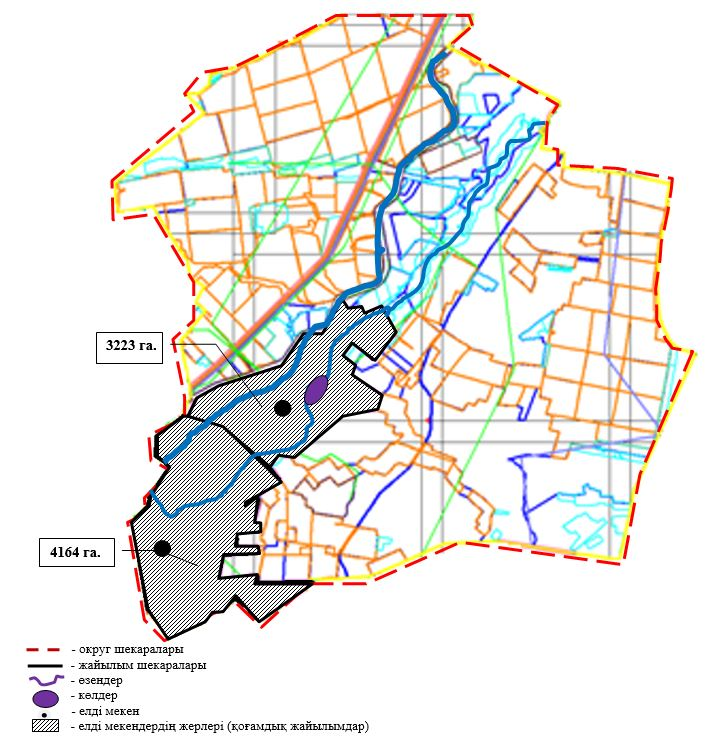 3223 га.
4164 га.
- округ шекаралары
- жайылым шекаралары
- өзендер
- көлдер
- елді мекен
- елді мекендердің жерлері (қоғамдық жайылымдар)